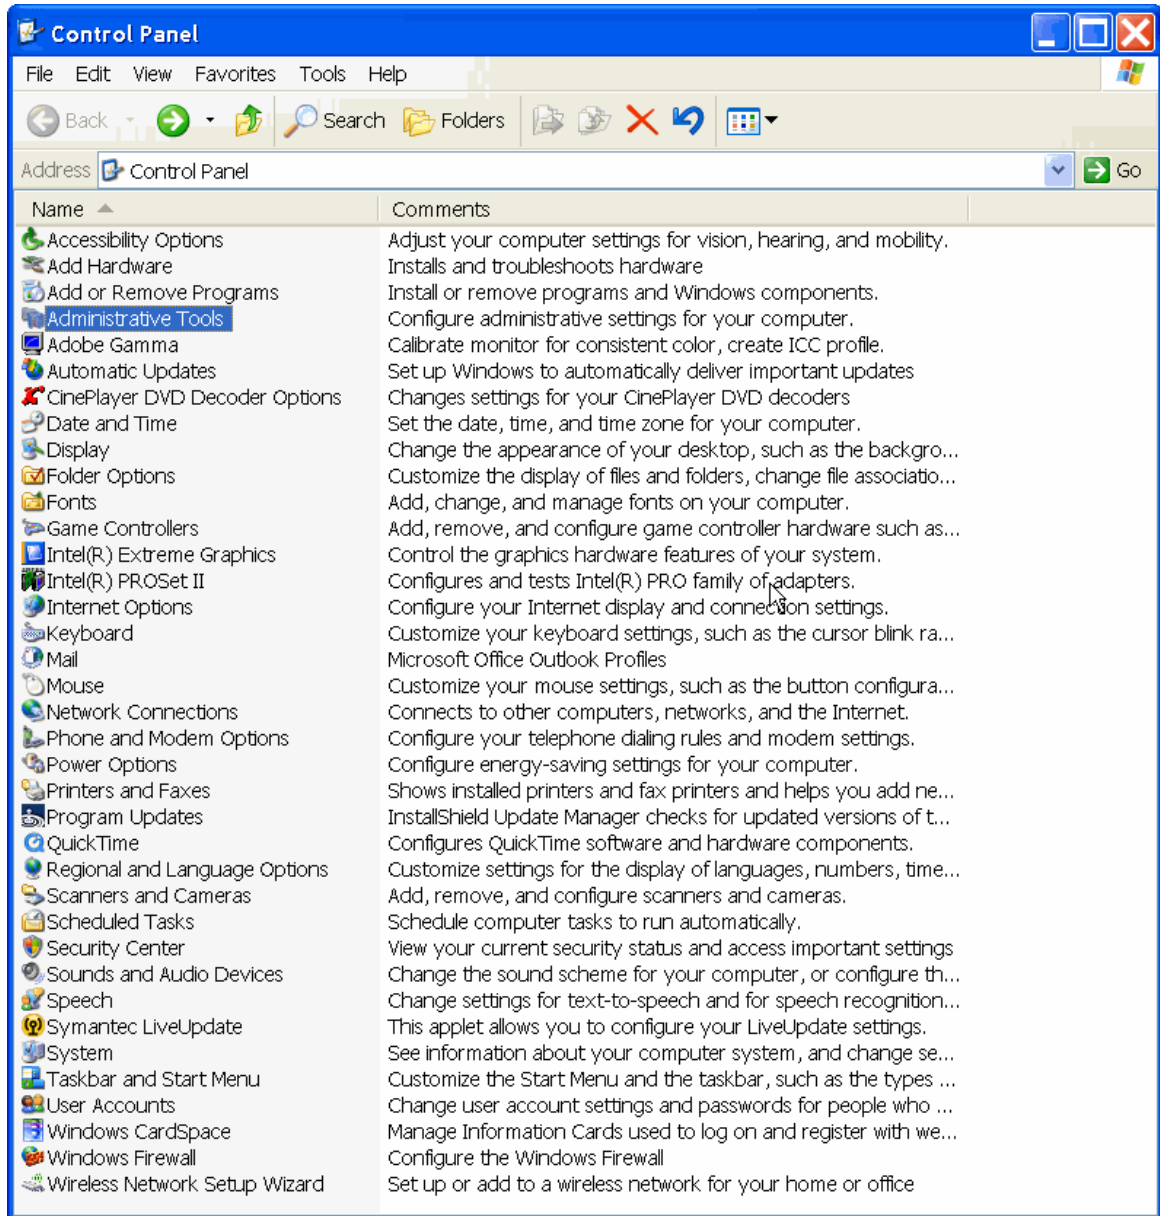 Control Panel
File Edit View Favorites Tools Help
Back Search Folders
Address Control Panel Go
Name Comments
Accessibility Options Adjust your computer settings for vision, hearing, and mobility.
Add Hardware Installs and troubleshoots hardware
Add or Remove Programs Install or remove programs and Windows components.
Administrative Tools Configure administrative settings for your computer.
Adobe Gamma Calibrate monitor for consistent color, create ICC profile.
Automatic Updates Set up Windows to automatically deliver important updates
CinePlayer DVD Decoder Options Changes settings for your CinePlayer DVD decoders
Date and Time Set the date, time, and time zone for your computer.
Display Change the appearance of your desktop, such as the backgro...
Folder Options Customize the display of files and folders, change file associatio...
Fonts Add, change, and manage fonts on your computer.
Game Controllers Add, remove, and configure game controller hardware such as...
Intel(R) Extreme Graphics Control the graphics hardware features of your system.
Intel(R) PROSet II Configures and tests Intel(R) PRO family of adapters.
Internet Options Configure your Internet display and connection settings.
Keyboard Customize your keyboard settings, such as the cursor blink ra...
Mail Microsoft Office Outlook Profiles
Mouse Customize your mouse settings, such as the button configura...
Network Connections Connects to other computers, networks, and the Internet.
Phone and Modem Options Configure your telephone dialing rules and modem settings.
Power Options Configure energy-saving settings for your computer.
Printers and Faxes Shows installed printers and fax printers and helps you add ne...
Program Updates InstallShield Update Manager checks for updated versions of t...
QuickTime Configures QuickTime software and hardware components.
Regional and Language Options Customize settings for the display of languages, numbers, time...
Scanners and Cameras Add, remove, and configure scanners and cameras.
Scheduled Tasks Schedule computer tasks to run automatically.
Security Center View your current security status and access important settings
Sounds and Audio Devices Change the sound scheme for your computer, or configure th...
Speech Change settings for text-to-speech and for speech recognition...
Symantec LiveUpdate This applet allows you to configure your LiveUpdate settings.
System See information about your computer system, and change se...
Taskbar and Start Menu Customize the Start Menu and the taskbar, such as the types ...
User Accounts Change user account settings and passwords for people who ...
Windows CardSpace Manage Information Cards used to log on and register with we...
Windows Firewall Configure the Windows Firewall
Wireless Network Setup Wizard Set up or add to a wireless network for your home or office